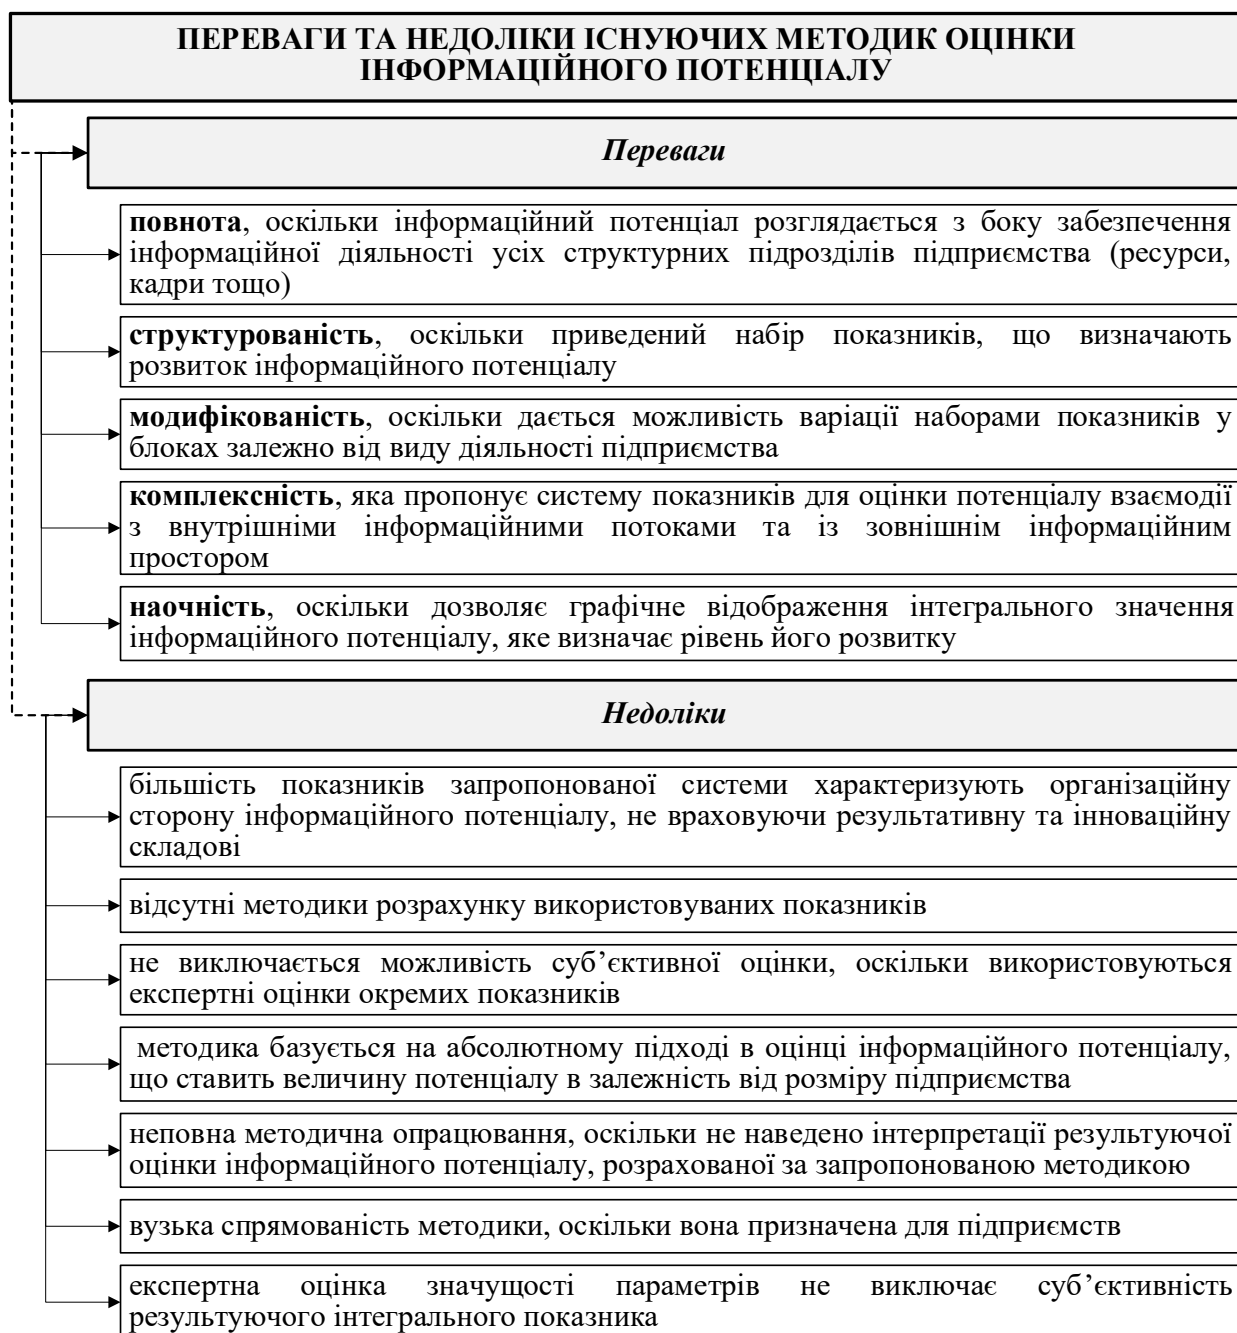 ПЕРЕВАГИ ТА НЕДОЛІКИ ІСНУЮЧИХ МЕТОДИК ОЦІНКИ
ІНФОРМАЦІЙНОГО ПОТЕНЦІАЛУ
Переваги
повнота, оскільки інформаційний потенціал розглядається з боку забезпечення
інформаційної діяльності усіх структурних підрозділів підприємства (ресурси,
кадри тощо)
структурованість, оскільки приведений набір показників, що визначають
розвиток інформаційного потенціалу
модифікованість, оскільки дається можливість варіації наборами показників у
блоках залежно від виду діяльності підприємства
комплексність, яка пропонує систему показників для оцінки потенціалу взаємодії
з внутрішніми інформаційними потоками та із зовнішнім інформаційним
простором
наочність, оскільки дозволяє графічне відображення інтегрального значення
інформаційного потенціалу, яке визначає рівень його розвитку
Недоліки
більшість показників запропонованої системи характеризують організаційну
сторону інформаційного потенціалу, не враховуючи результативну та інноваційну
складові
відсутні методики розрахунку використовуваних показників
не виключається можливість суб’єктивної оцінки, оскільки використовуються
експертні оцінки окремих показників
методика базується на абсолютному підході в оцінці інформаційного потенціалу,
що ставить величину потенціалу в залежність від розміру підприємства
неповна методична опрацювання, оскільки не наведено інтерпретації результуючої
оцінки інформаційного потенціалу, розрахованої за запропонованою методикою
вузька спрямованість методики, оскільки вона призначена для підприємств
експертна оцінка значущості параметрів не виключає суб’єктивність
результуючого інтегрального показника